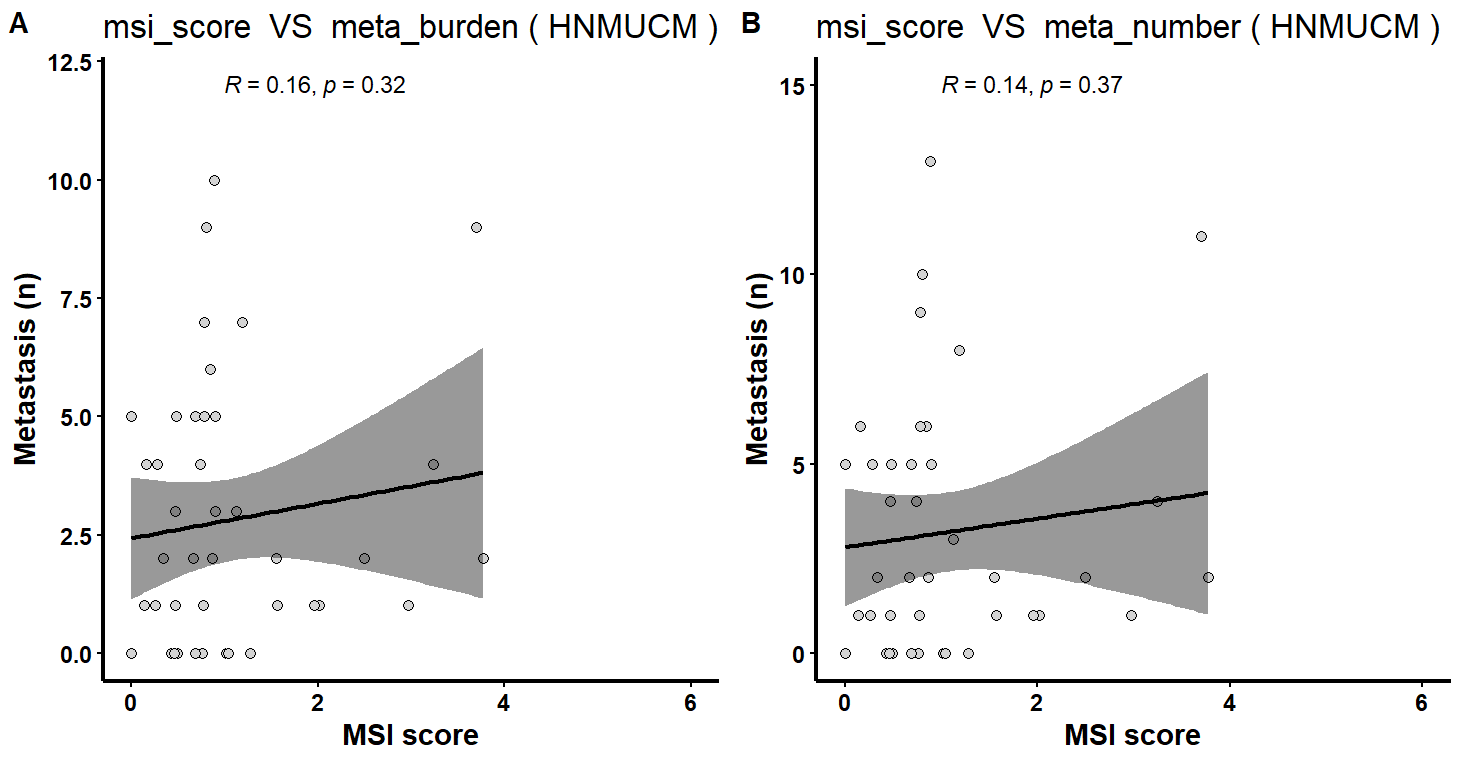 A
msi_score VS meta_burden ( HNMUCM )
R = 0.16, p = 0.32
12.5
10.0
7.5
5.0
2.5
0.0
Metastasis (n)
0 2 4 6
MSI score
B
msi_score VS meta_number ( HNMUCM )
R = 0.14, p = 0.37
15
10
5
0
Metastasis (n)
0 2 4 6
MSI score